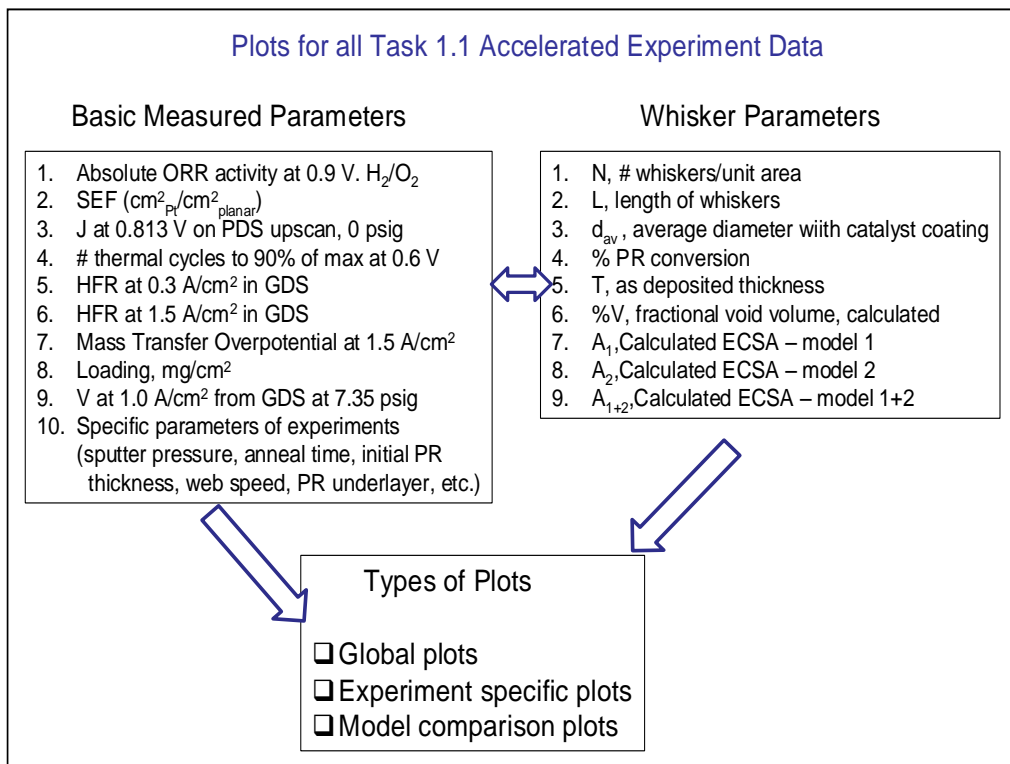 Plots for all Task 1.1 Accelerated Experiment Data
Basic Measured Parameters
1. Absolute ORR activity at 0.9 V. H₂/O₂
2. SEF (cm²Pt/cm²planar)
3. J at 0.813 V on PDS upscan, 0 psig
4. # thermal cycles to 90% of max at 0.6 V
5. HFR at 0.3 A/cm² in GDS
6. HFR at 1.5 A/cm² in GDS
7. Mass Transfer Overpotential at 1.5 A/cm²
8. Loading, mg/cm²
9. V at 1.0 A/cm² from GDS at 7.35 psig
10. Specific parameters of experiments
(sputter pressure, anneal time, initial PR
thickness, web speed, PR underlayer, etc.)
Whisker Parameters
1. N, # whiskers/unit area
2. L, length of whiskers
3. dav , average diameter wiith catalyst coating
4. % PR conversion
5. T, as deposited thickness
6. %V, fractional void volume, calculated
7. A₁,Calculated ECSA – model 1
8. A₂,Calculated ECSA – model 2
9. A₁₊₂,Calculated ECSA – model 1+2
Types of Plots
❑ Global plots
❑ Experiment specific plots
❑ Model comparison plots